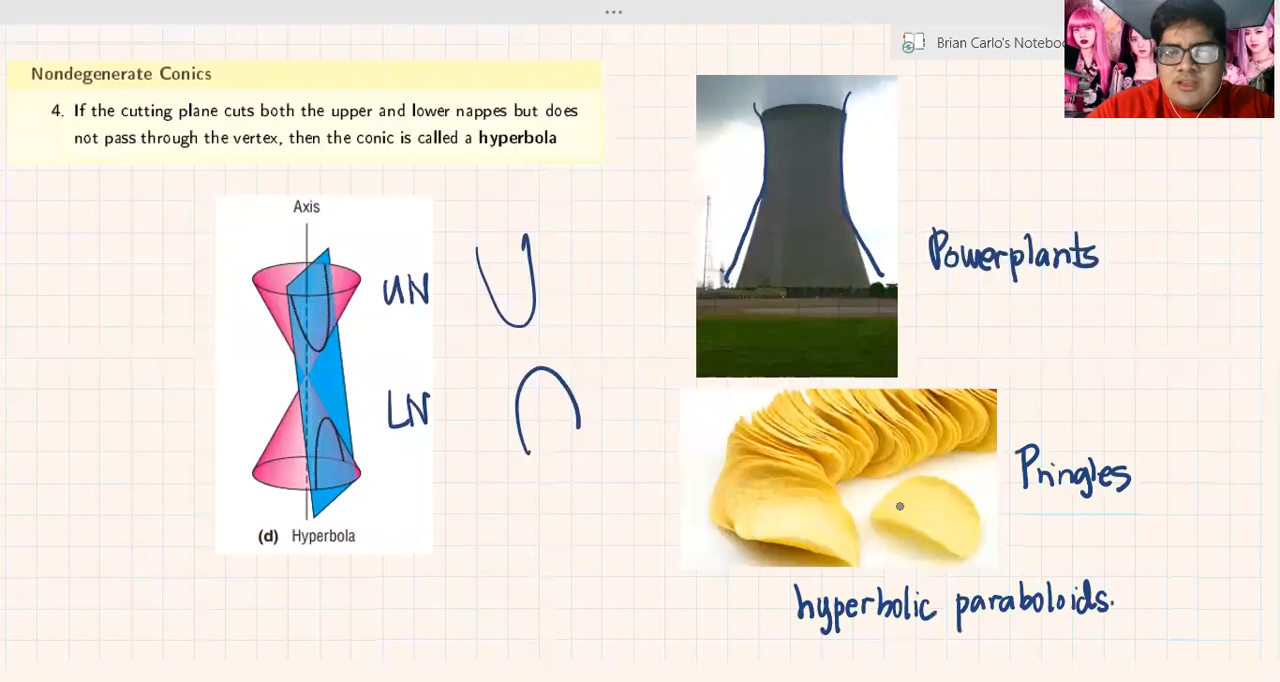 Brian Carlo's Noteboo
Nondegenerate Conics
4. If the cutting plane cuts both the upper and lower nappes but does
not pass through the vertex, then the conic is called a hyperbola
Axis
UN
LN
(d) Hyperbola
Powerplants
Pringles
hyperbolic paraboloids.